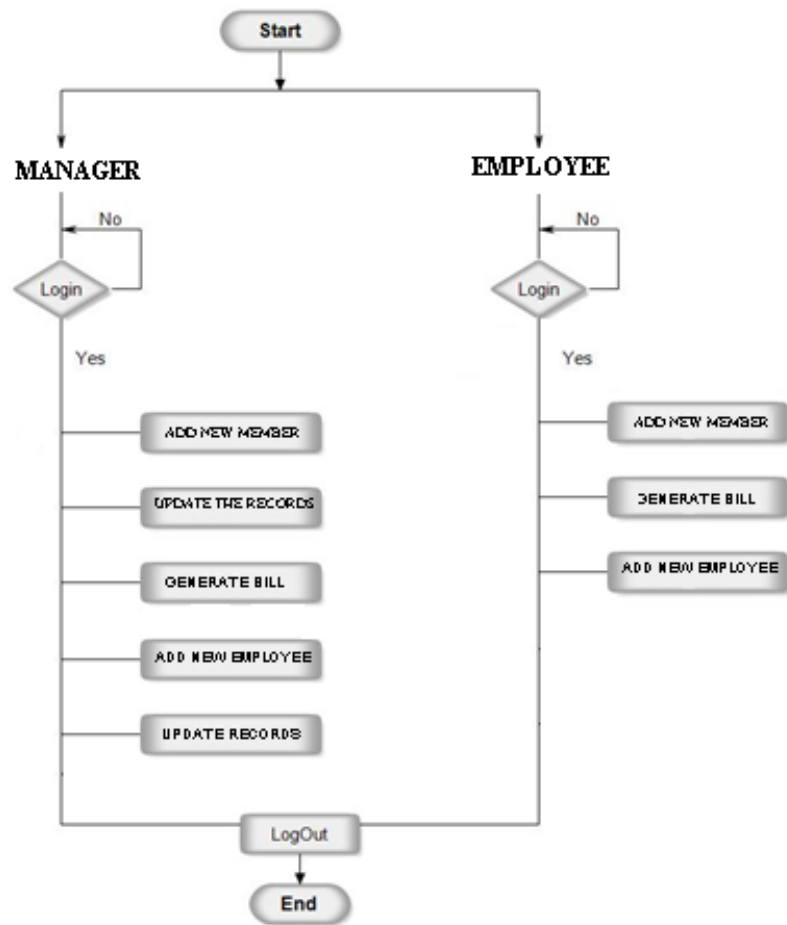 Start
MANAGER
EMPLOYEE
No
No
Login
Login
Yes
Yes
ADD NEW MEMBER
UPDATE THE RECORDS
GENERATE BILL
ADD NEW EMPLOYEE
UPDATE RECORDS
ADD NEW MEMBER
GENERATE BILL
ADD NEW EMPLOYEE
LogOut
End